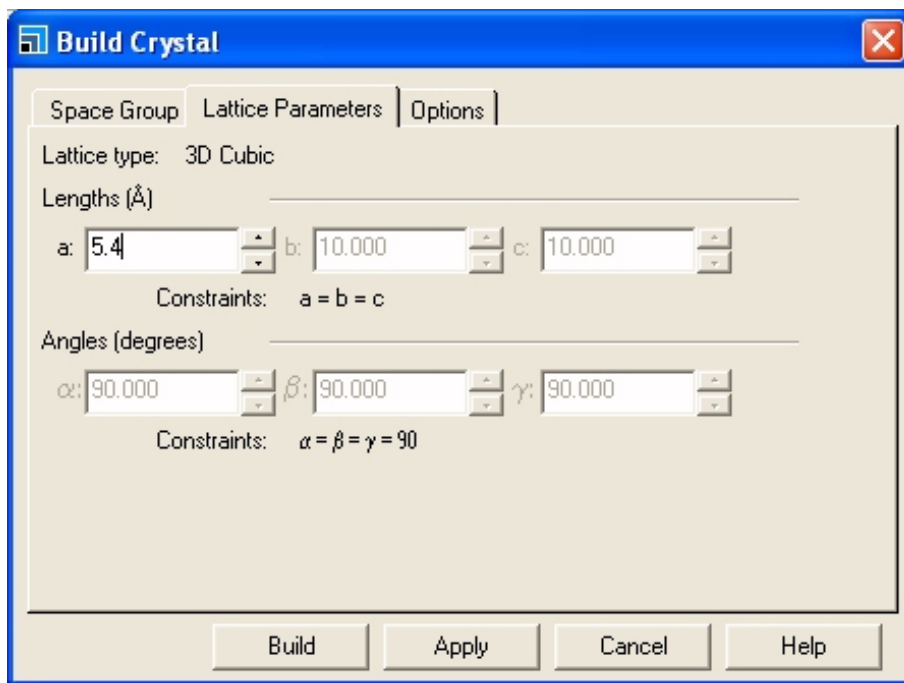 Build Crystal
Space Group Lattice Parameters Options
Lattice type: 3D Cubic
Lengths (Å)
a: 5.4 b: 10.000 c: 10.000
Constraints: a = b = c
Angles (degrees)
α: 90.000 β: 90.000 γ: 90.000
Constraints: α = β = γ = 90
Build Apply Cancel Help